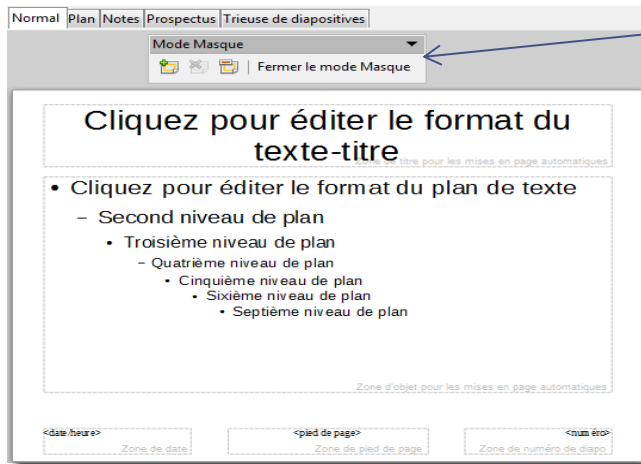 Normal Plan Notes Prospectus Trieuse de diapositives
Mode Masque
Fermer le mode Masque
Cliquez pour éditer le format du
texte-titre
Zone de titre pour les mises en page automatiques
• Cliquez pour éditer le format du plan de texte
– Second niveau de plan
• Troisième niveau de plan
– Quatrième niveau de plan
• Cinquième niveau de plan
• Sixième niveau de plan
• Septième niveau de plan
Zone d'objet pour les mises en page automatiques
<date/heure> <pied de page> <numéro>
Zone de date Zone de pied de page Zone de numéro de diapo